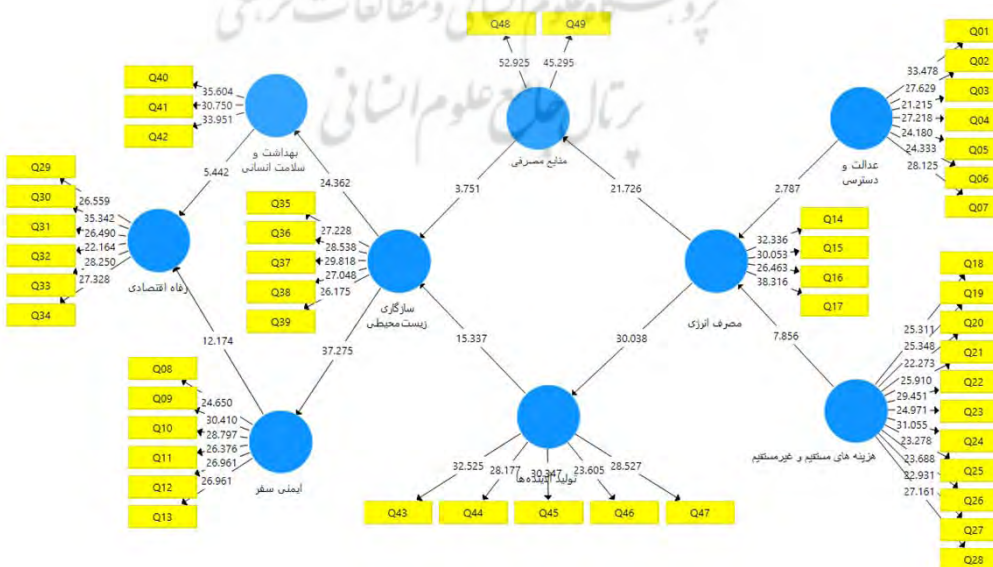 پژوهشگاه علوم انسانی و مطالعات فرهنگی
پرتال جامع علوم انسانی
Q48
Q49
52.925
45.295
منابع مصرفی
Q01
Q02
Q03
Q04
Q05
Q06
Q07
33.478
27.629
21.215
27.218
24.180
24.333
28.125
عدالت و
دسترسی
Q40
Q41
Q42
35.604
30.750
33.951
بهداشت و
سلامت انسانی
5.442
24.362
3.751
21.726
2.787
Q29
Q30
Q31
Q32
Q33
Q34
26.559
35.342
26.490
22.164
28.250
27.328
رفاه اقتصادی
Q35
Q36
Q37
Q38
Q39
27.228
28.538
29.818
27.048
26.175
سازگاری
زیست‌محیطی
Q14
Q15
Q16
Q17
32.336
30.053
26.463
38.316
مصرف انرژی
12.174
37.275
15.337
30.038
7.856
Q08
Q09
Q10
Q11
Q12
Q13
24.650
30.410
28.797
26.376
26.961
26.961
ایمنی سفر
32.525
28.177
30.347
23.605
28.527
تولید آلاینده‌ها
Q43
Q44
Q45
Q46
Q47
Q18
Q19
Q20
Q21
Q22
Q23
Q24
Q25
Q26
Q27
Q28
25.311
25.348
22.273
25.910
29.451
24.971
31.055
23.278
23.688
32.931
27.161
هزینه های مستقیم و غیرمستقیم